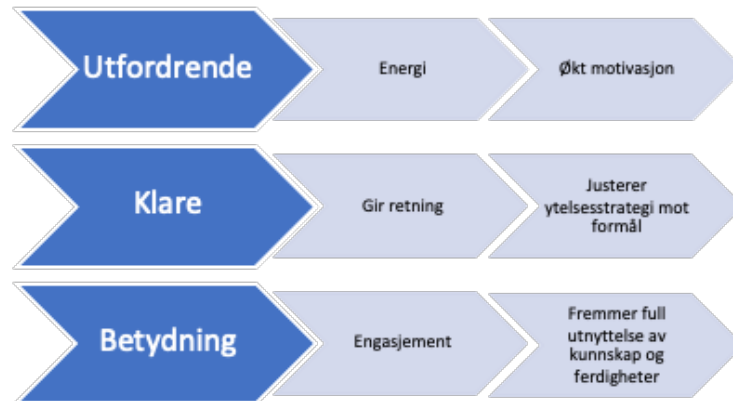 Utfordrende
Energi
Økt motivasjon
Klare
Gir retning
Justerer
ytelsesstrategi mot
formål
Betydning
Engasjement
Fremmer full
utnyttelse av
kunnskap og
ferdigheter